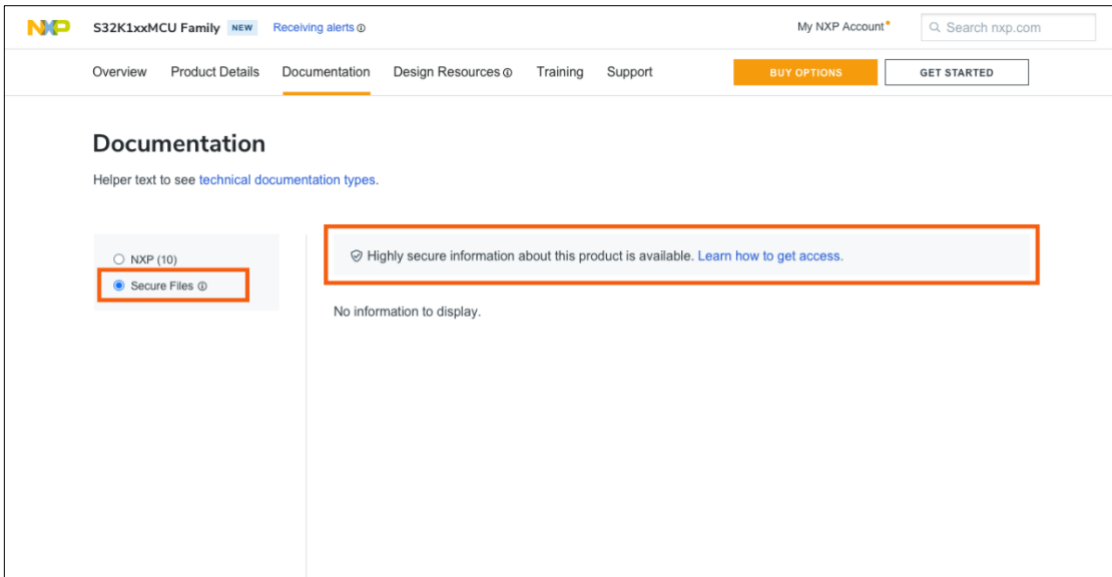 NXP S32K1xxMCU Family NEW Receiving alerts My NXP Account Search nxp.com
Overview Product Details Documentation Design Resources Training Support BUY OPTIONS GET STARTED
Documentation
Helper text to see technical documentation types.
NXP (10)
Secure Files
Highly secure information about this product is available. Learn how to get access.
No information to display.